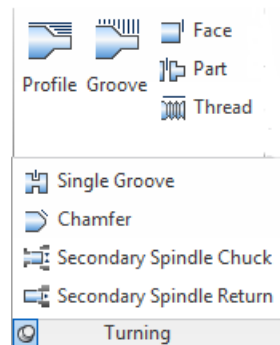 Face
Part
Profile Groove
Thread
Single Groove
Chamfer
Secondary Spindle Chuck
Secondary Spindle Return
Turning